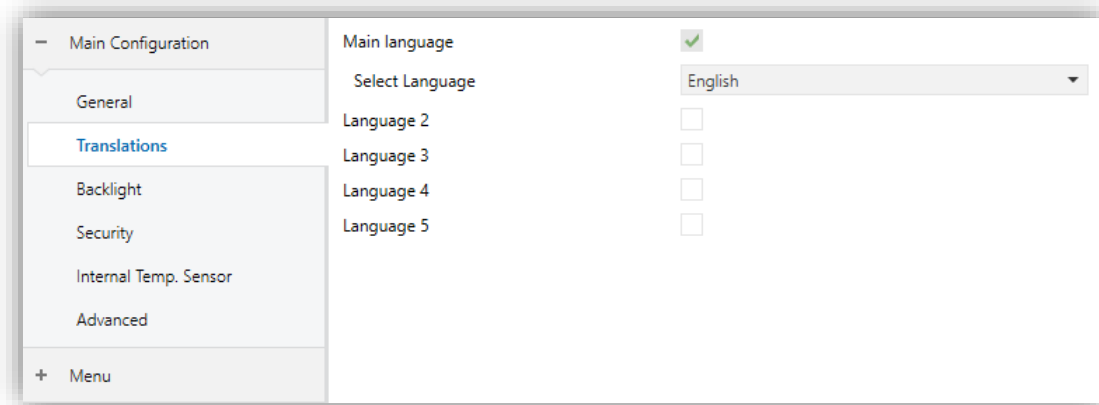 Main Configuration
General
Translations
Backlight
Security
Internal Temp. Sensor
Advanced
Menu
Main language
Select Language
English
Language 2
Language 3
Language 4
Language 5